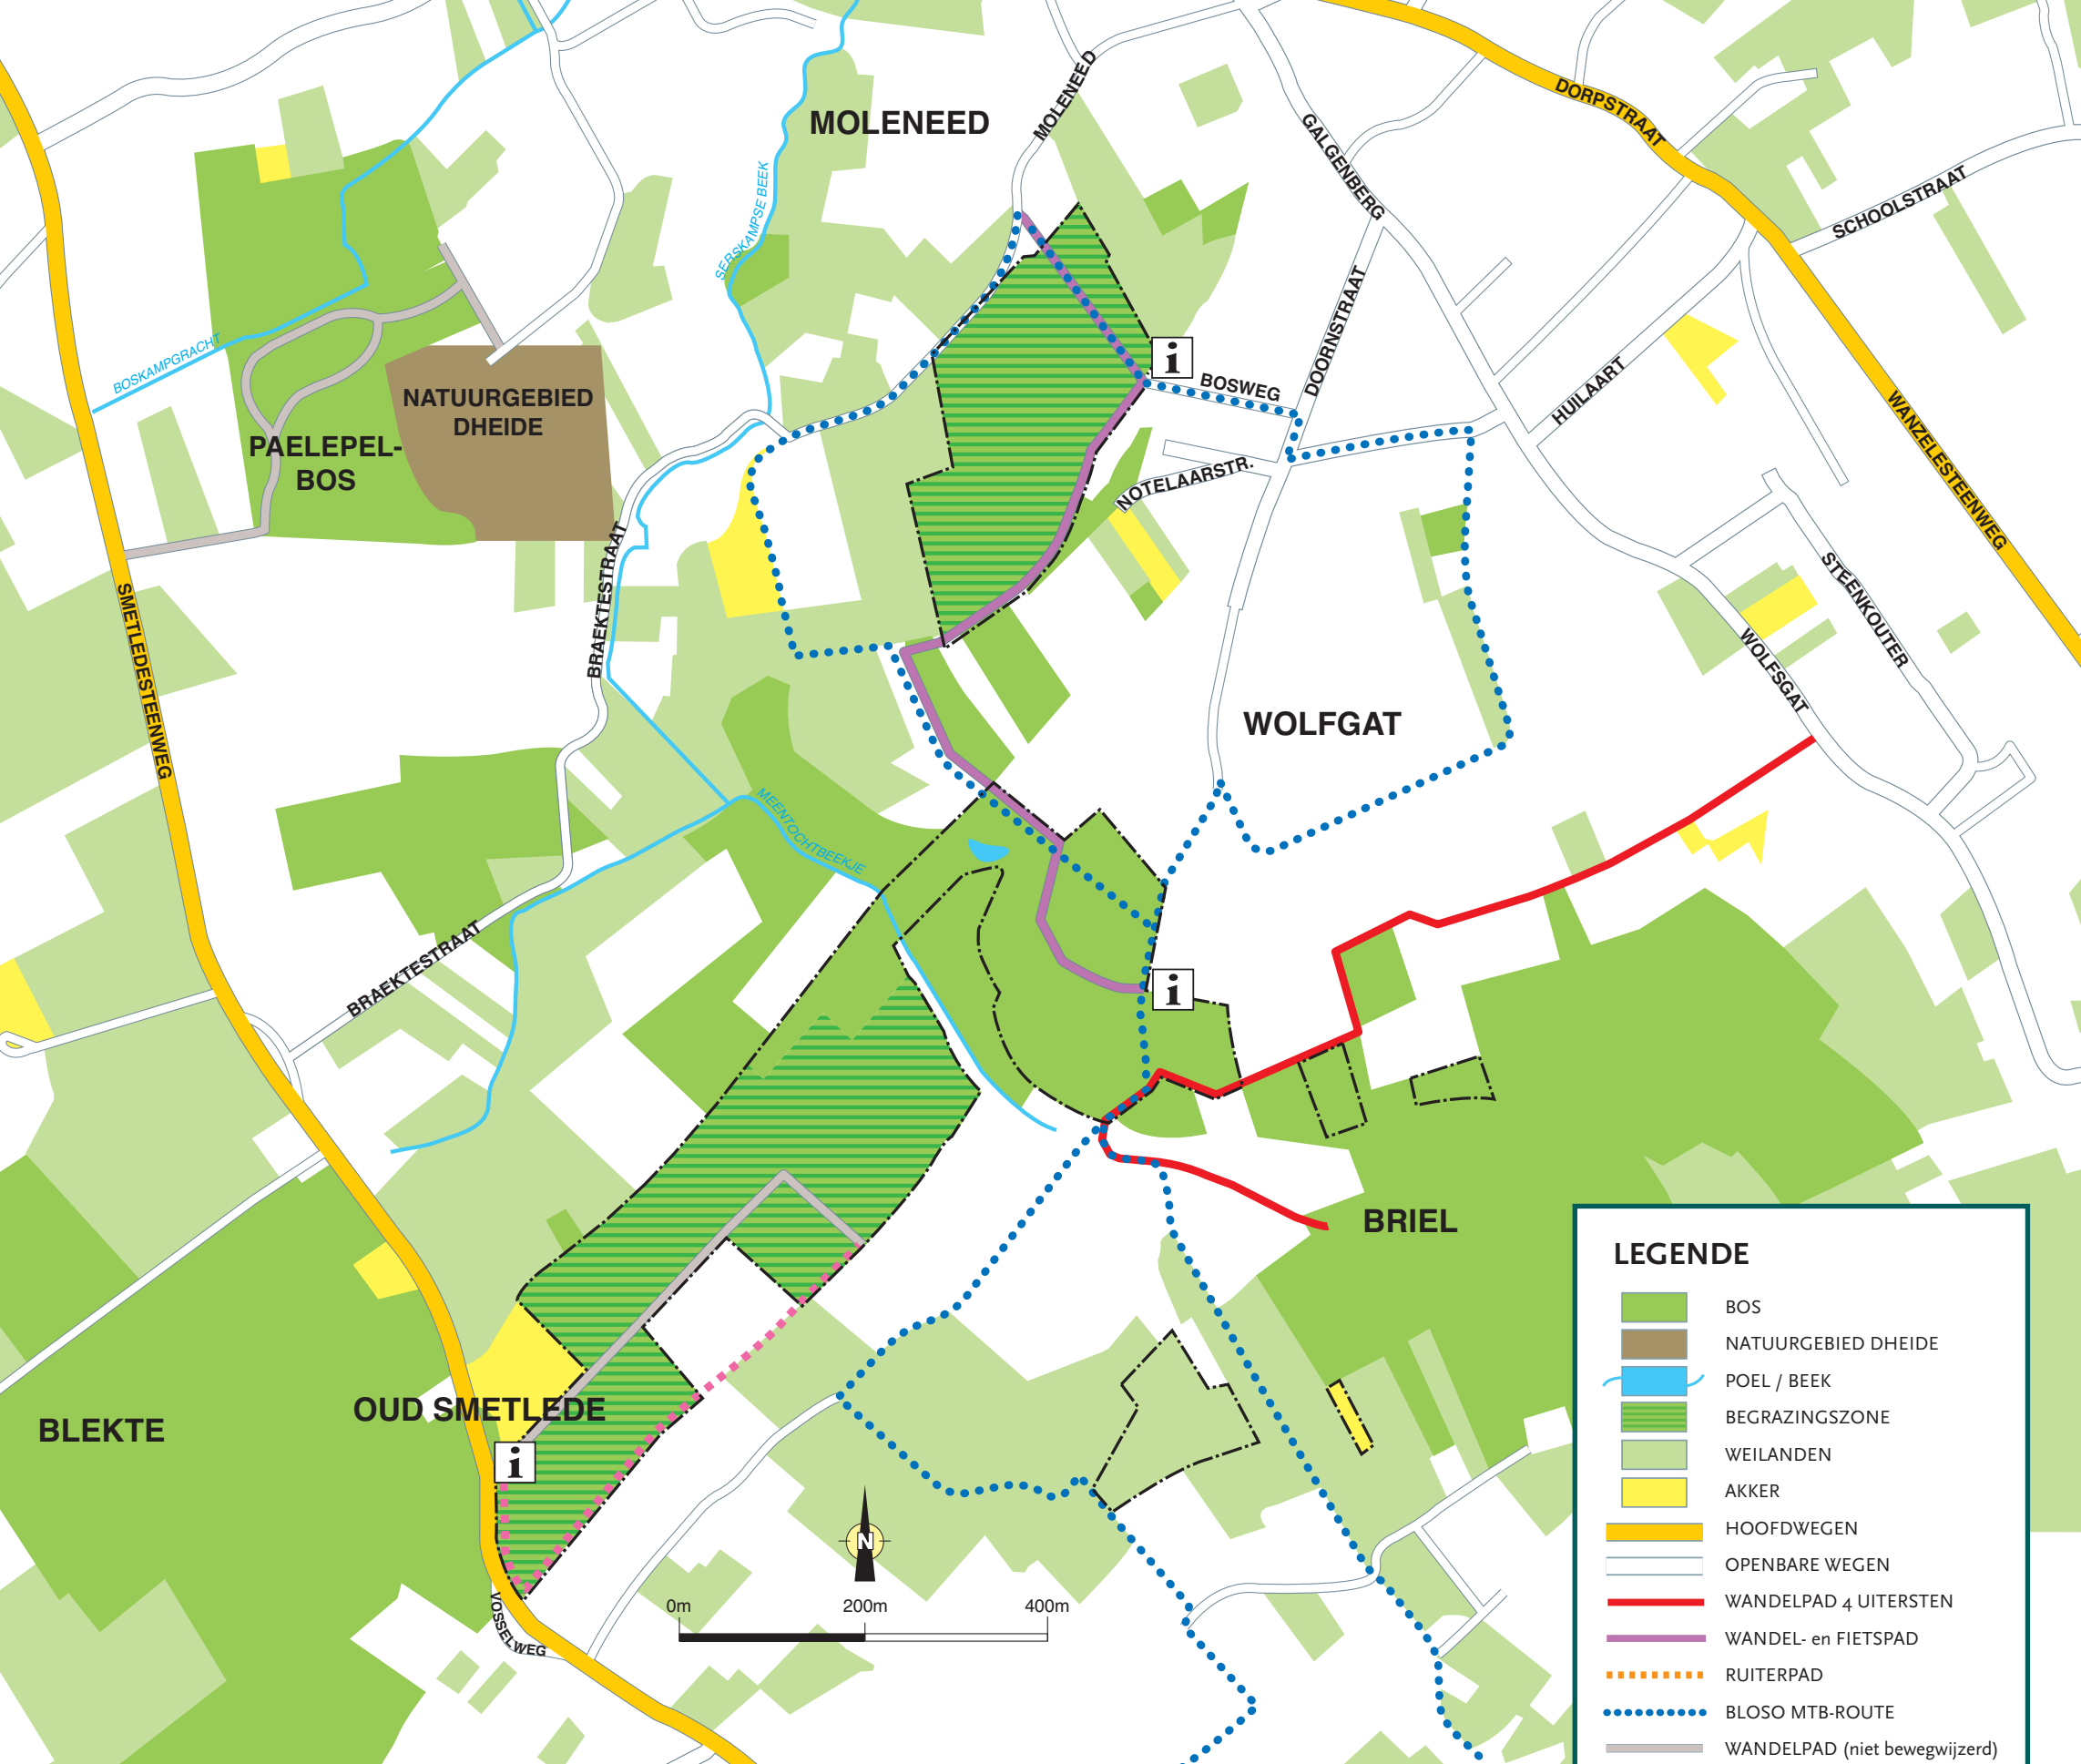 MOLENEED
MOLENEED
DORPSTRAAT
GALGENBERG
SCHOOLSTRAAT
SERSKAMPSE BEEK
BOSKAMPGRACHT
DOORNSTRAAT
BOSWEG
i
HUILAART
WANZELESTEENWEG
NATUURGEBIED
DHEIDE
PAELEPEL-
BOS
NOTELAARSTR.
BRAEKTESTRAAT
SMETLEDESTEENWEG
STEENKOUTER
WOLFSGAT
WOLFGAT
MEENTOCHTBEEKJE
BRAEKTESTRAAT
i
BRIEL
OUD SMETLEDE
BLEKTE
i
N
VOSSELWEG
0m
200m
400m
LEGENDE
BOS
NATUURGEBIED DHEIDE
POEL / BEEK
BEGRAZINGSZONE
WEILANDEN
AKKER
HOOFDWEGEN
OPENBARE WEGEN
WANDELPAD 4 UITERSTEN
WANDEL- en FIETSPAD
RUITERPAD
BLOSO MTB-ROUTE
WANDELPAD (niet bewegwijzerd)